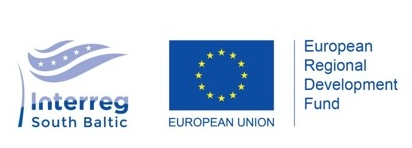 Interreg
South Baltic
EUROPEAN UNION
European
Regional
Development
Fund